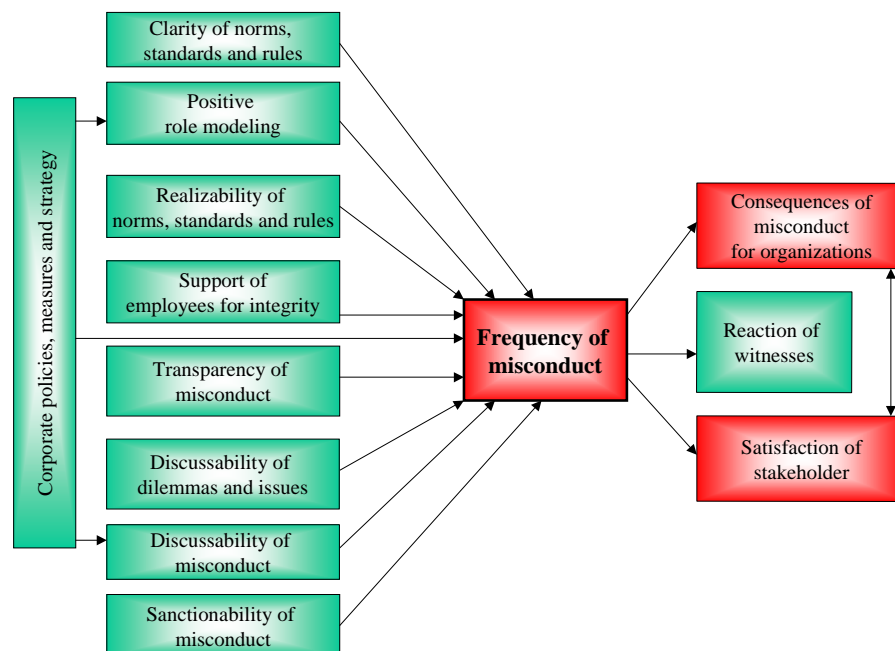 Corporate policies, measures and strategy
Clarity of norms,
standards and rules
Positive
role modeling
Realizability of
norms, standards and rules
Support of
employees for integrity
Transparency of
misconduct
Discussability of
dilemmas and issues
Discussability of
misconduct
Sanctionability of
misconduct
Frequency of
misconduct
Consequences of
misconduct
for organizations
Reaction of
witnesses
Satisfaction of
stakeholder